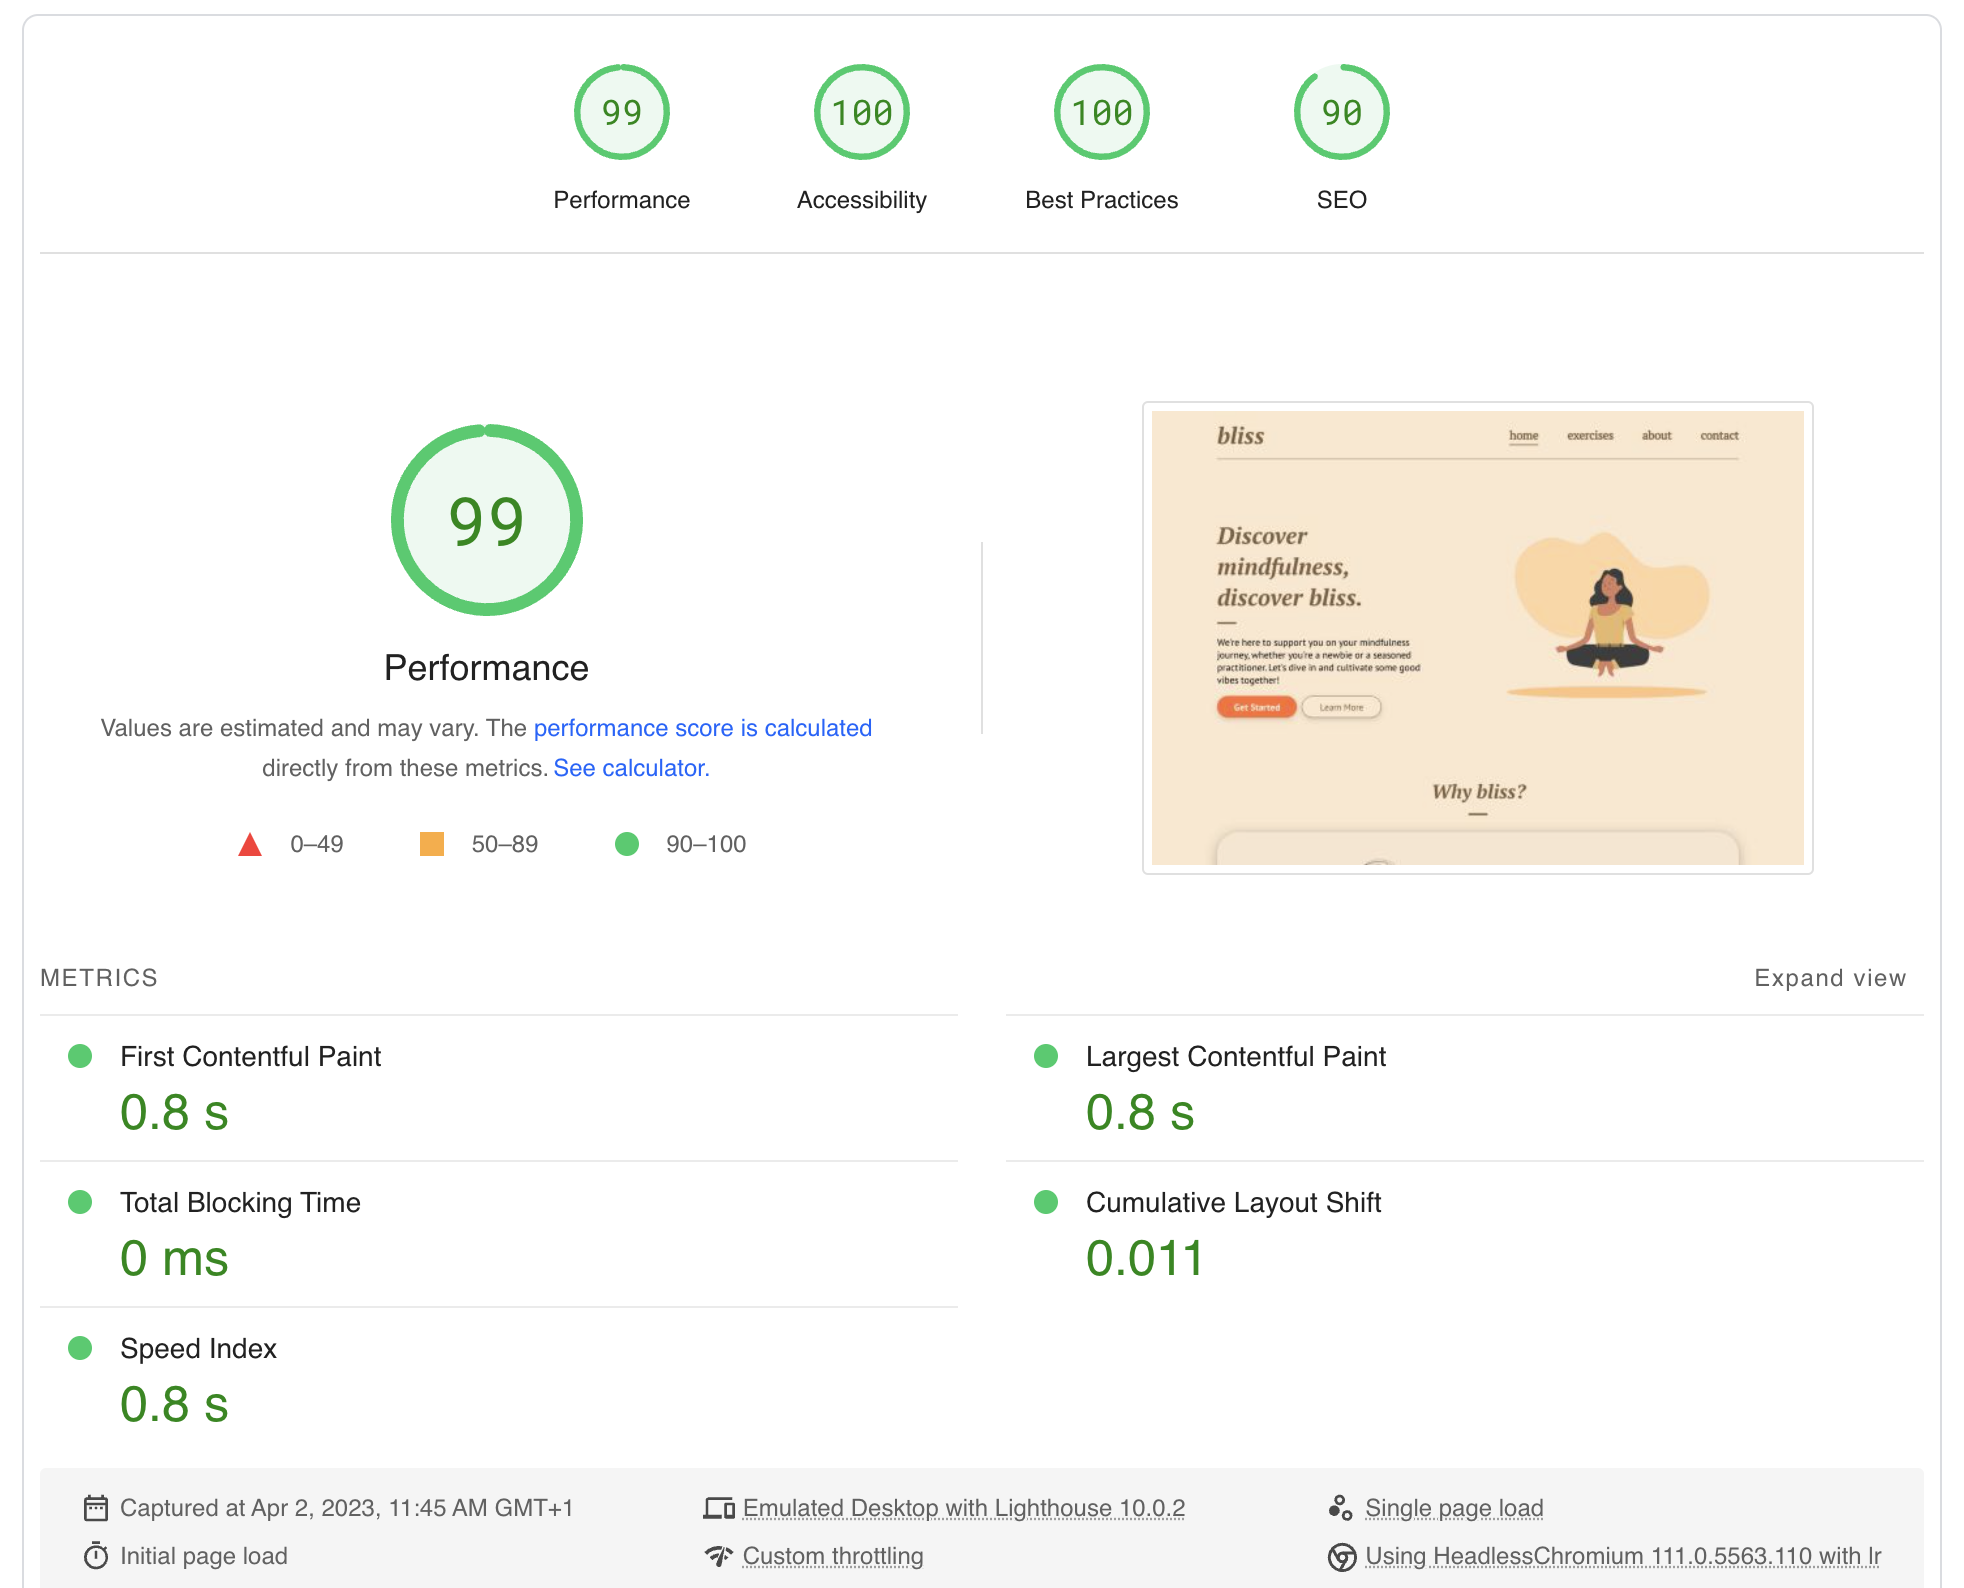 99
100
100
90
Performance
Accessibility
Best Practices
SEO
99
Performance
Values are estimated and may vary. The performance score is calculated
directly from these metrics. See calculator.
0–49
50–89
90–100
bliss
home
exercises
about
contact
Discover
mindfulness,
discover bliss.
We're here to support you on your mindfulness
journey, whether you're a newbie or a seasoned
practitioner. Let's dive in and cultivate some good
vibes together!
Get Started
Learn More
Why bliss?
METRICS
Expand view
First Contentful Paint
0.8 s
Largest Contentful Paint
0.8 s
Total Blocking Time
0 ms
Cumulative Layout Shift
0.011
Speed Index
0.8 s
Captured at Apr 2, 2023, 11:45 AM GMT+1
Emulated Desktop with Lighthouse 10.0.2
Single page load
Initial page load
Custom throttling
Using HeadlessChromium 111.0.5563.110 with lr